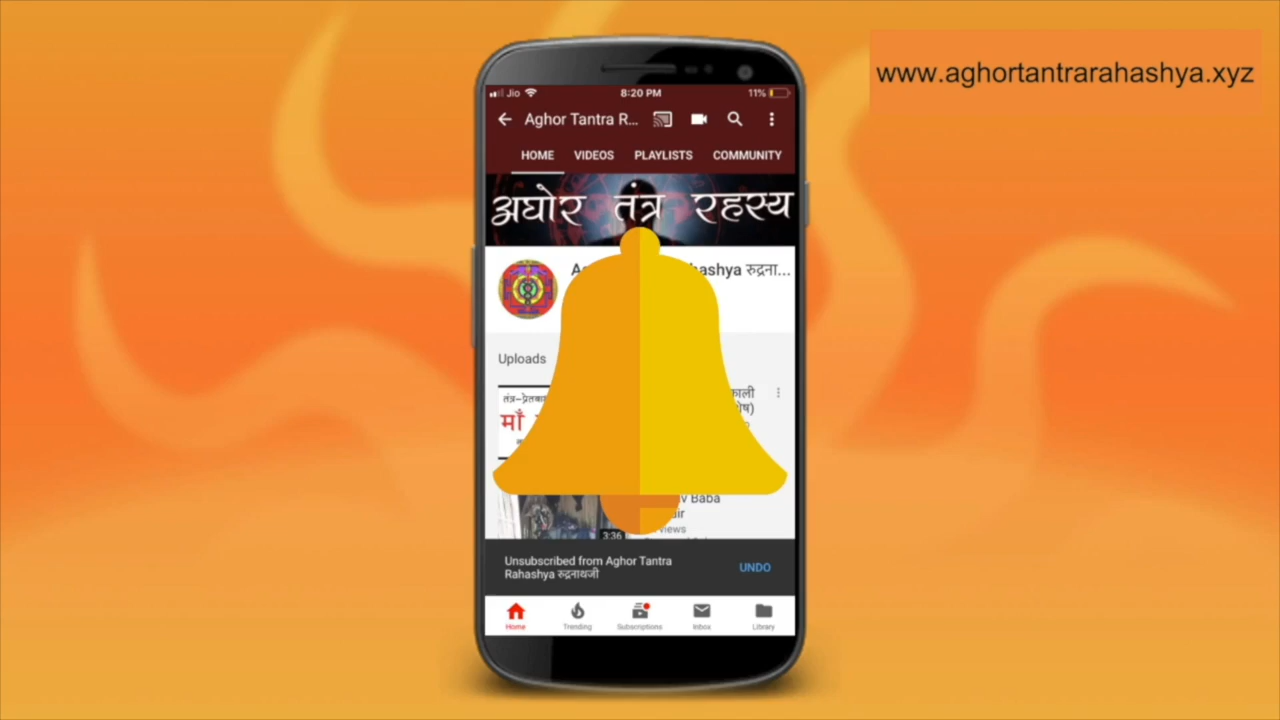 www.aghortantrarahashya.xyz
Jio 8:20 PM 11%
Aghor Tantra R...
HOME VIDEOS PLAYLISTS COMMUNITY
अघोर तंत्र रहस्य
रुद्रना...
Uploads
माँ
Baba
views
3:36
Unsubscribed from Aghor Tantra
Rahashya रुद्रनाथजी
UNDO
Home Trending Subscriptions Inbox Library